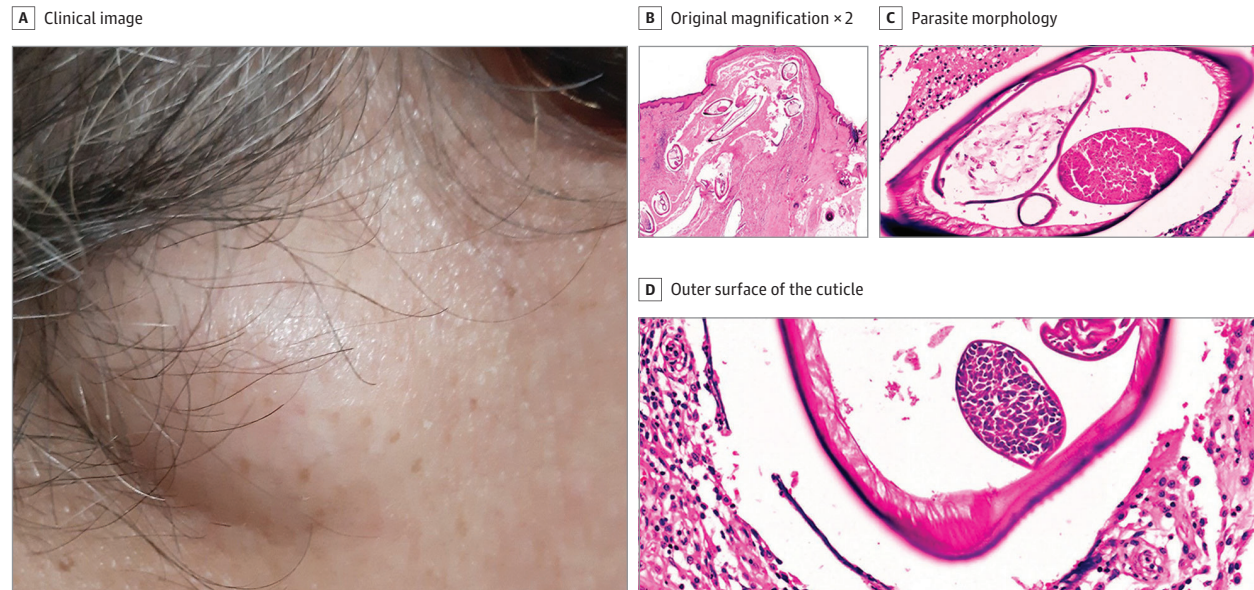 A Clinical image
B Original magnification × 2
C Parasite morphology
D Outer surface of the cuticle